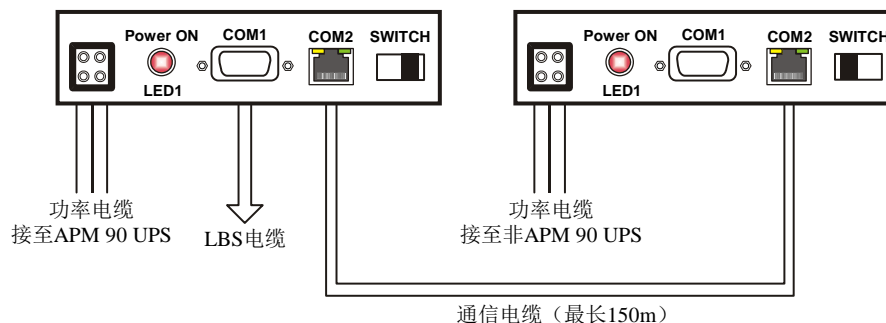 Power ON COM1 COM2 SWITCH
LED1
Power ON COM1 COM2 SWITCH
LED1
功率电缆
接至APM 90 UPS
LBS电缆
功率电缆
接至非APM 90 UPS
通信电缆（最长150m）